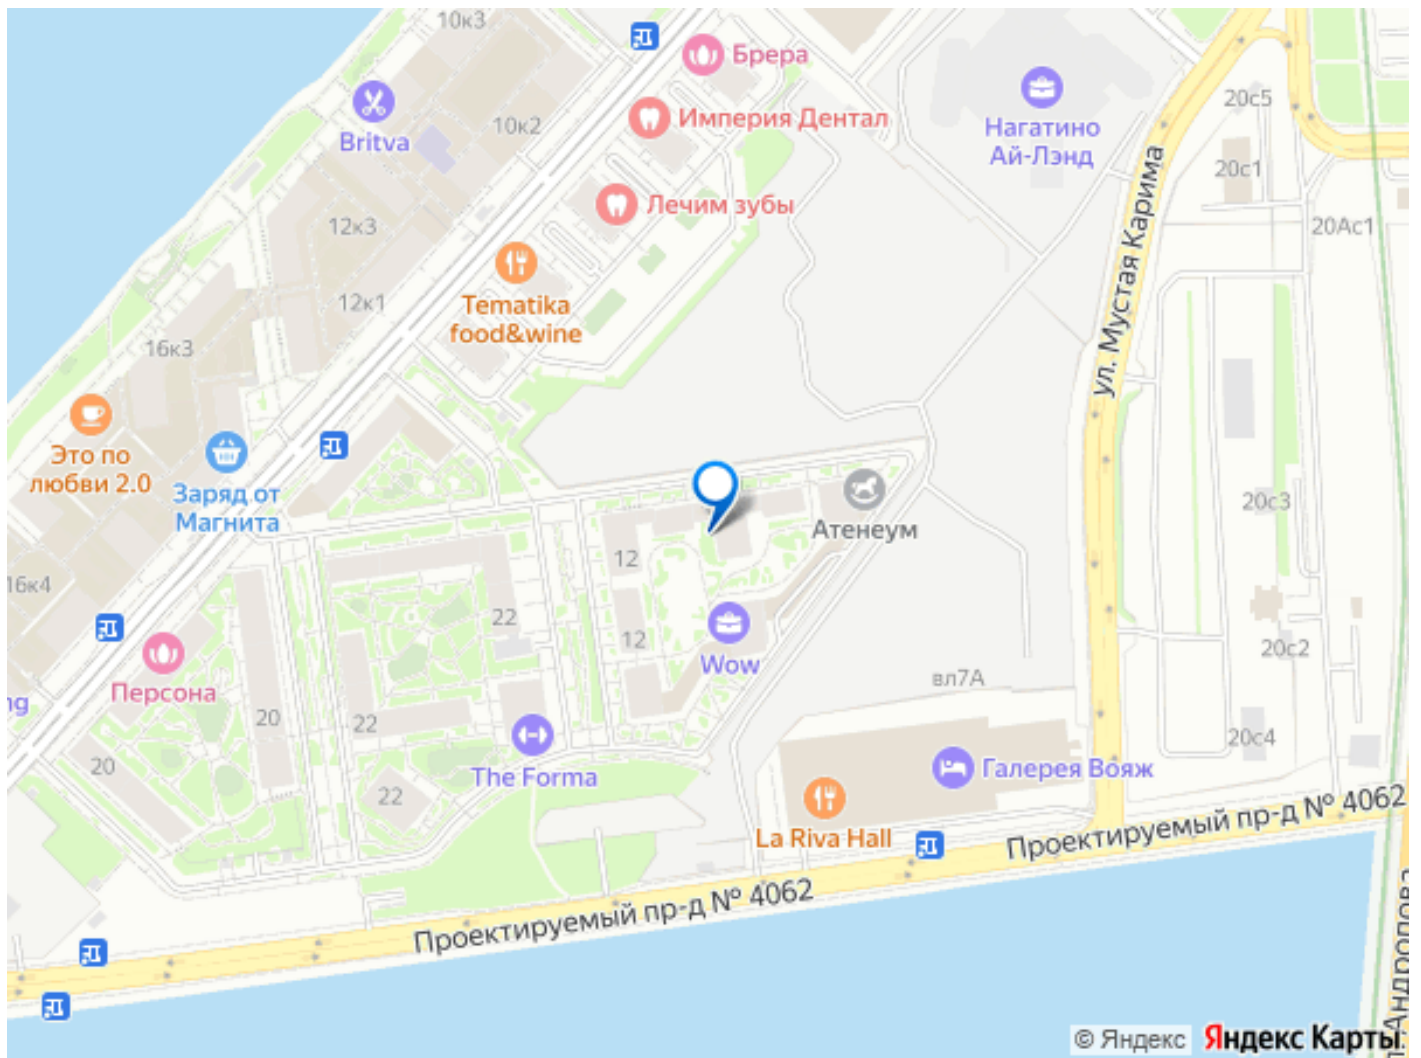 10к3
Брера
Britva
10к2
Империя Дентал
Нагатино
Ай-Лэнд
20с5
20с1
20Ас1
12к3
Лечим зубы
ул. Мустая Карима
12к1
Tematika
food&wine
16к3
Это по
любви 2.0
Заряд от
Магнита
Атенеум
20с3
12
16к4
22
12
Wow
20с2
Персона
вл7А
20
22
The Forma
20
22
20с4
Галерея Вояж
La Riva Hall
Проектируемый пр-д № 4062
Проектируемый пр-д № 4062
Андропова
© Яндекс Яндекс Карты